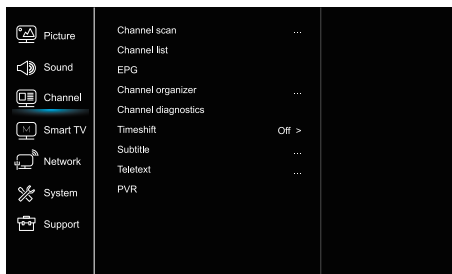 Picture
Sound
Channel
Smart TV
Network
System
Support
Channel scan ...
Channel list
EPG
Channel organizer ...
Channel diagnostics
Timeshift Off >
Subtitle ...
Teletext ...
PVR